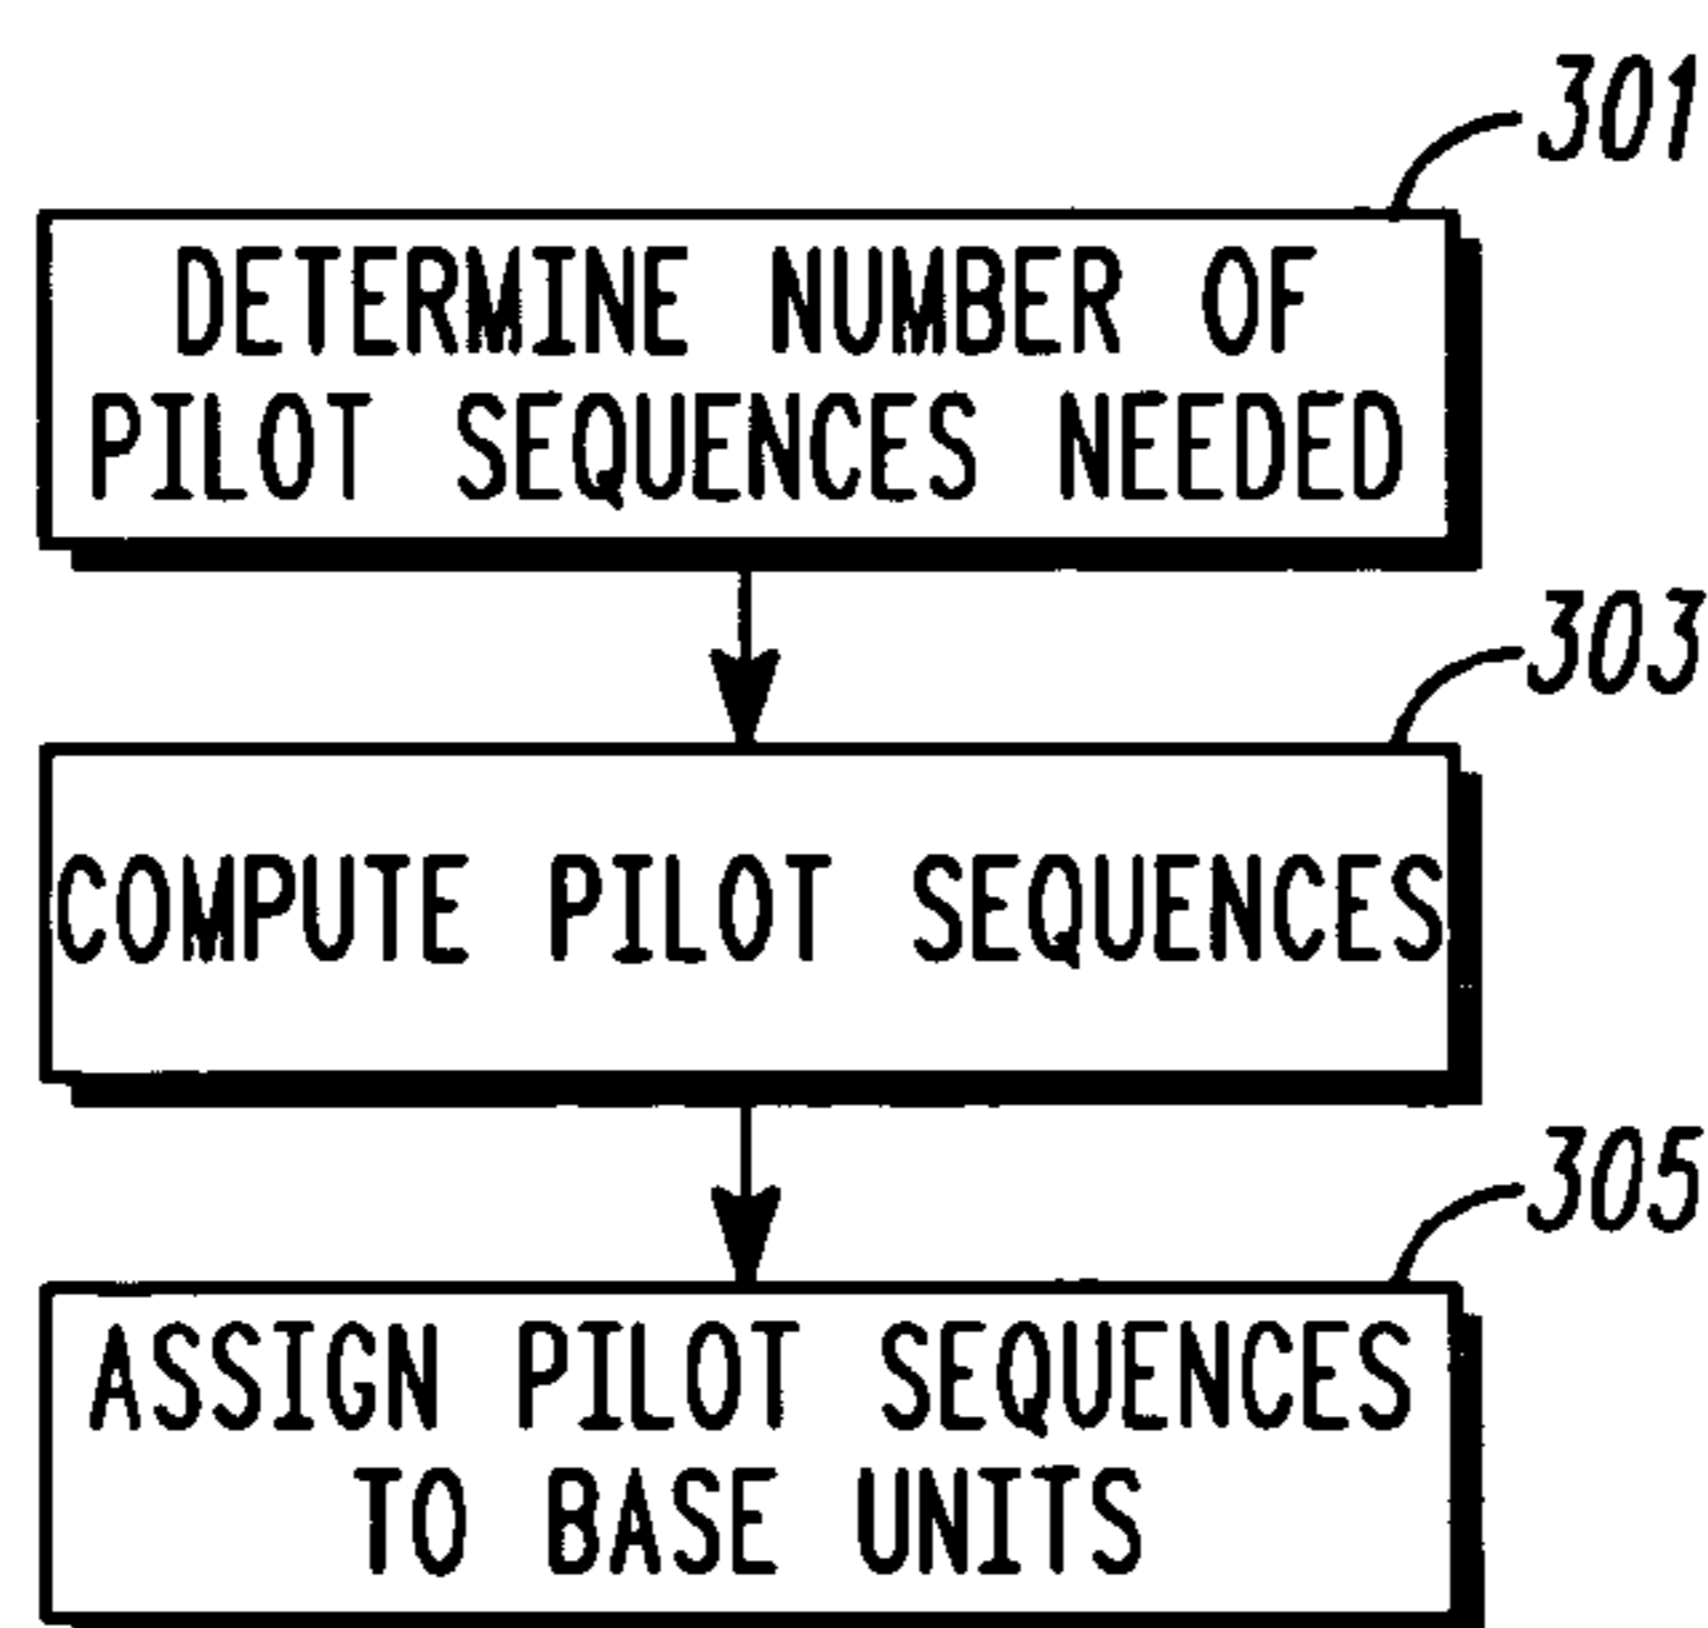 301
DETERMINE NUMBER OF
PILOT SEQUENCES NEEDED
303
COMPUTE PILOT SEQUENCES
305
ASSIGN PILOT SEQUENCES
TO BASE UNITS